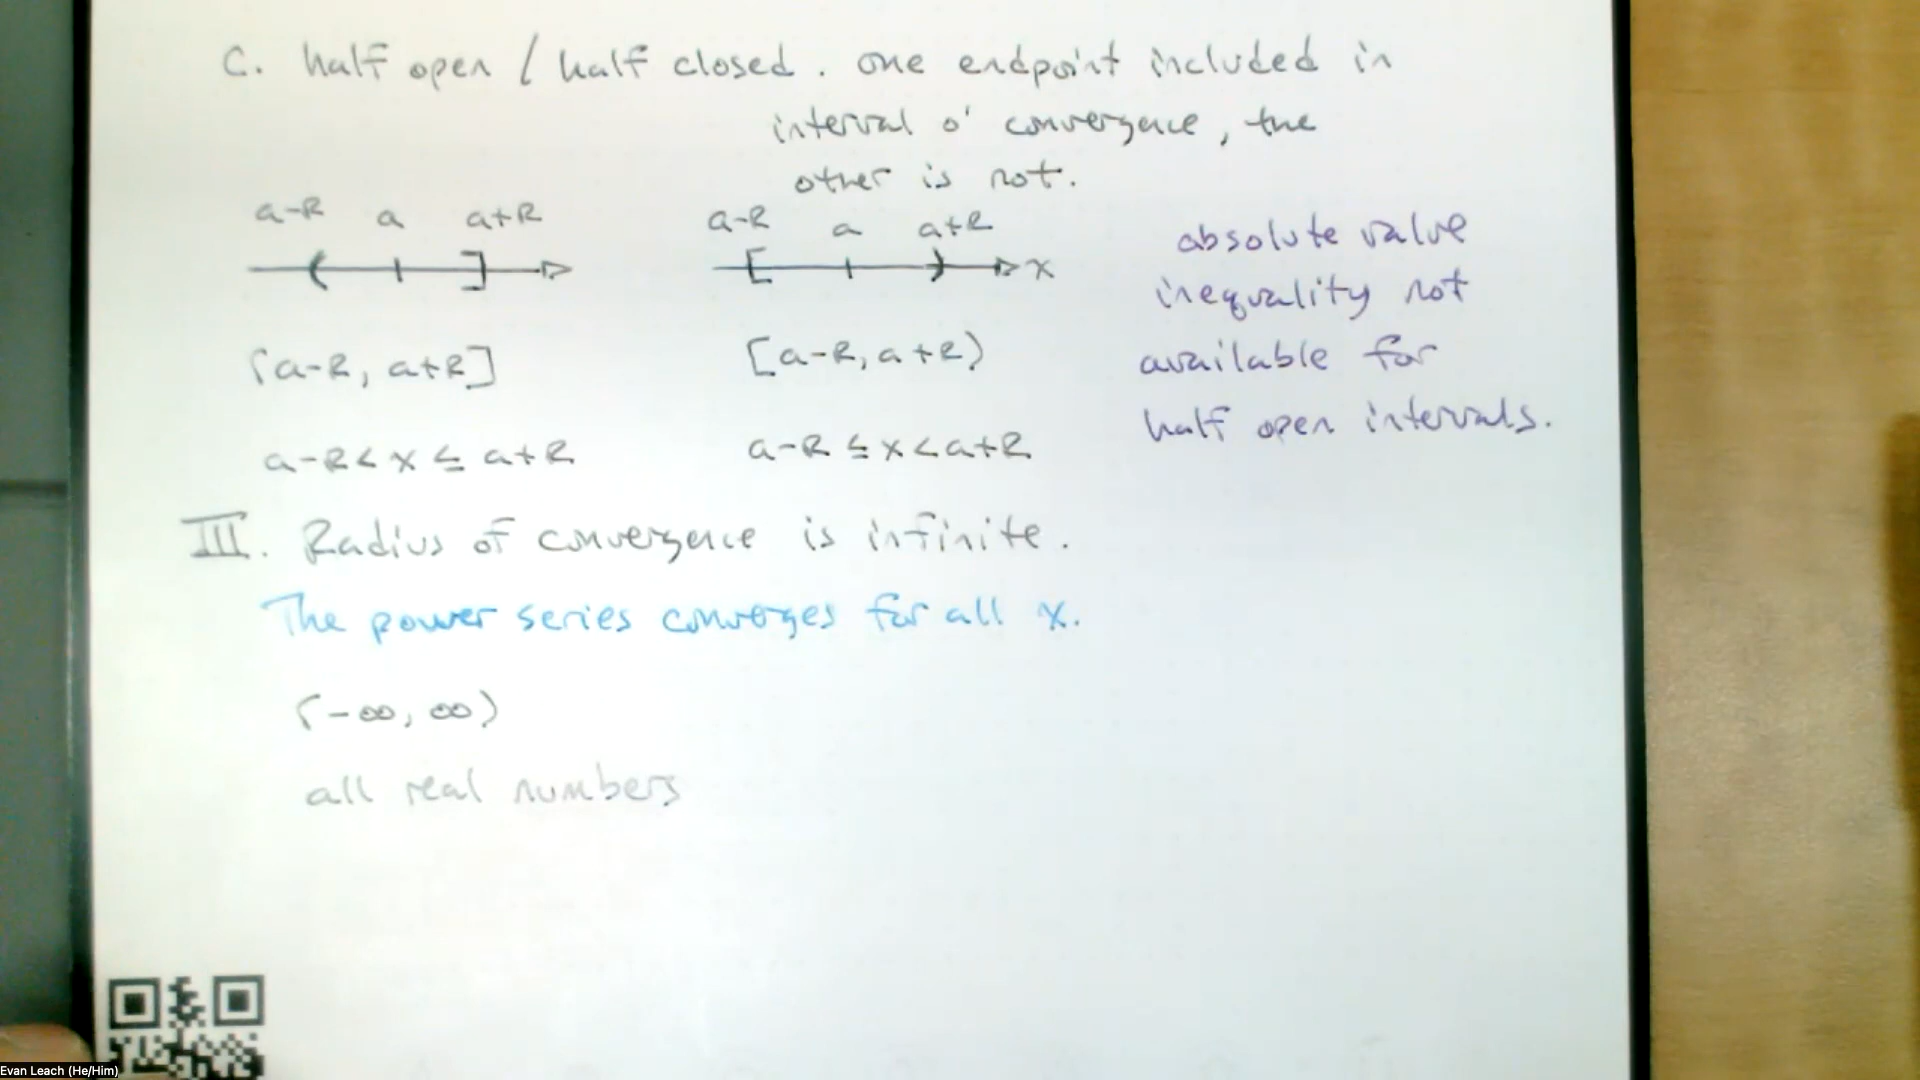 C. half open / half closed. one endpoint included in
interval o' convergence, the
other is not.
a-R a a+R
a-R a a+R
x
absolute value
inequality not
available for
half open intervals.
(a-R, a+R]
[a-R, a+R)
a-R < x ≤ a+R
a-R ≤ x < a+R
III. Radius of convergence is infinite.
The power series converges for all x.
(-∞, ∞)
all real numbers
Evan Leach (He/Him)